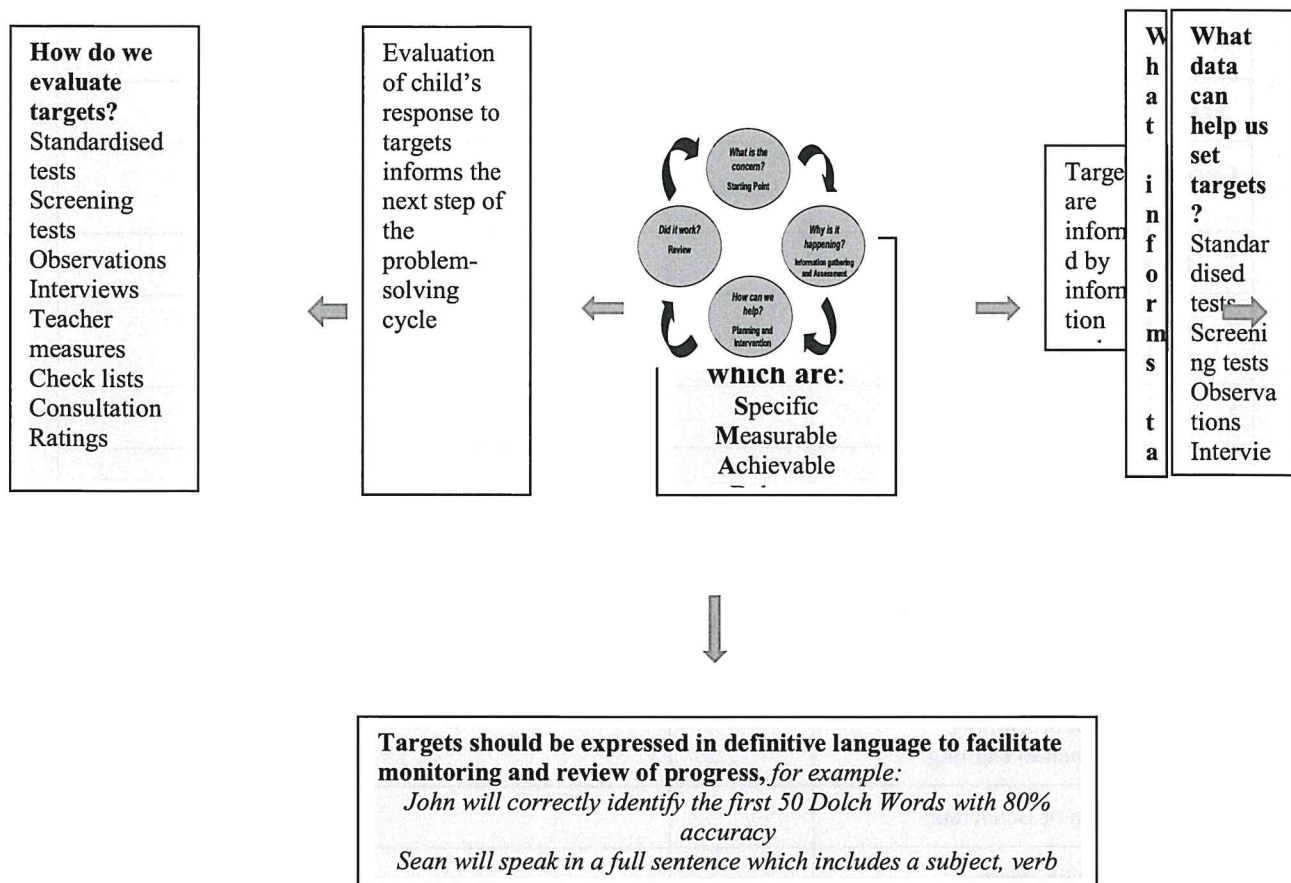 How do we
evaluate
targets?
Standardised
tests
Screening
tests
Observations
Interviews
Teacher
measures
Check lists
Consultation
Ratings
Evaluation
of child's
response to
targets
informs the
next step of
the
problem-
solving
cycle
What is the
concern?
Starting Point
Why is it
happening?
Information gathering
and Assessment
How can we
help?
Planning and
Intervention
Did it work?
Review
which are:
Specific
Measurable
Achievable
Targe
are
inform
d by
inform
tion
W
h
a
t
i
n
f
o
r
m
s
t
a
What
data
can
help us
set
targets
?
Standar
dised
tests
Screeni
ng tests
Observa
tions
Intervie
Targets should be expressed in definitive language to facilitate
monitoring and review of progress, for example:
John will correctly identify the first 50 Dolch Words with 80%
accuracy
Sean will speak in a full sentence which includes a subject, verb